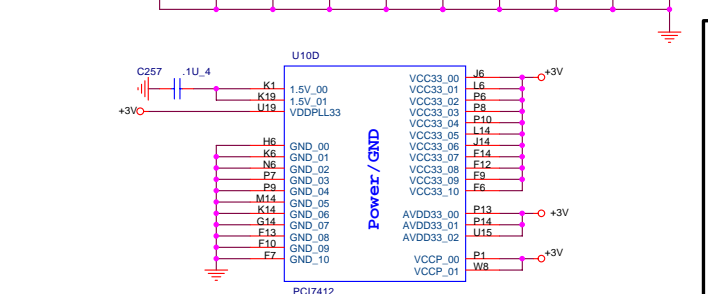 U10D
C257 .1U_4
K1 1.5V_00
K19 1.5V_01
+3V U19 VDDPLL33
H6 GND_00
K6 GND_01
N6 GND_02
P7 GND_03
P9 GND_04
M14 GND_05
K14 GND_06
G14 GND_07
F13 GND_08
F10 GND_09
F7 GND_10
Power/GND
VCC33_00 J6 +3V
VCC33_01 L6
VCC33_02 P6
VCC33_03 P8
VCC33_04 P10
VCC33_05 L14
VCC33_06 J14
VCC33_07 F14
VCC33_08 F12
VCC33_09 F9
VCC33_10 F6
AVDD33_00 P13 +3V
AVDD33_01 P14
AVDD33_02 U15
VCCP_00 P1 +3V
VCCP_01 W8
PCI7412